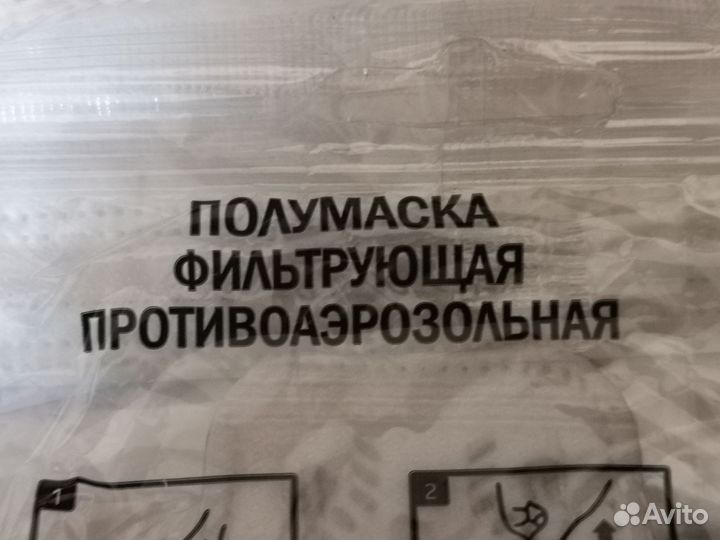 ПОЛУМАСКА
ФИЛЬТРУЮЩАЯ
ПРОТИВОАЭРОЗОЛЬНАЯ
1
2
Avito